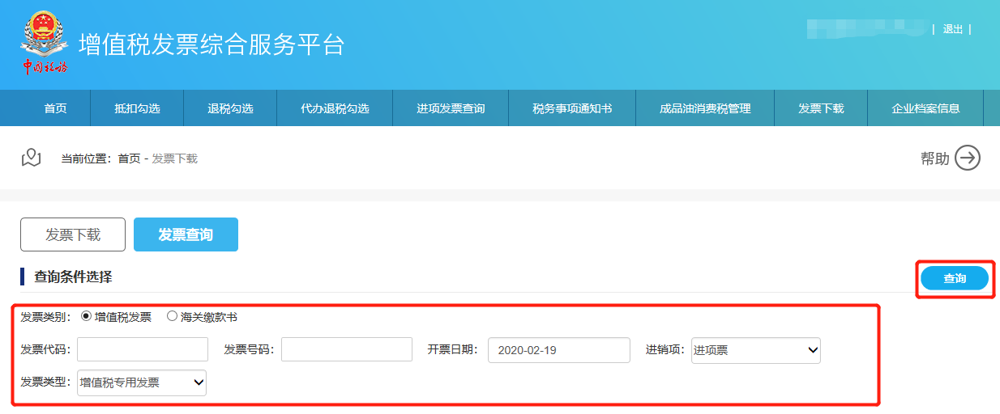 增值税发票综合服务平台
中国税务
| 退出 |
首页 抵扣勾选 退税勾选 代办退税勾选 进项发票查询 税务事项通知书 成品油消费税管理 发票下载 企业档案信息
当前位置：首页 - 发票下载
帮助
发票下载 发票查询
查询条件选择
查询
发票类别： 增值税发票 海关缴款书
发票代码： 发票号码： 开票日期： 2020-02-19 进销项： 进项票
发票类型： 增值税专用发票